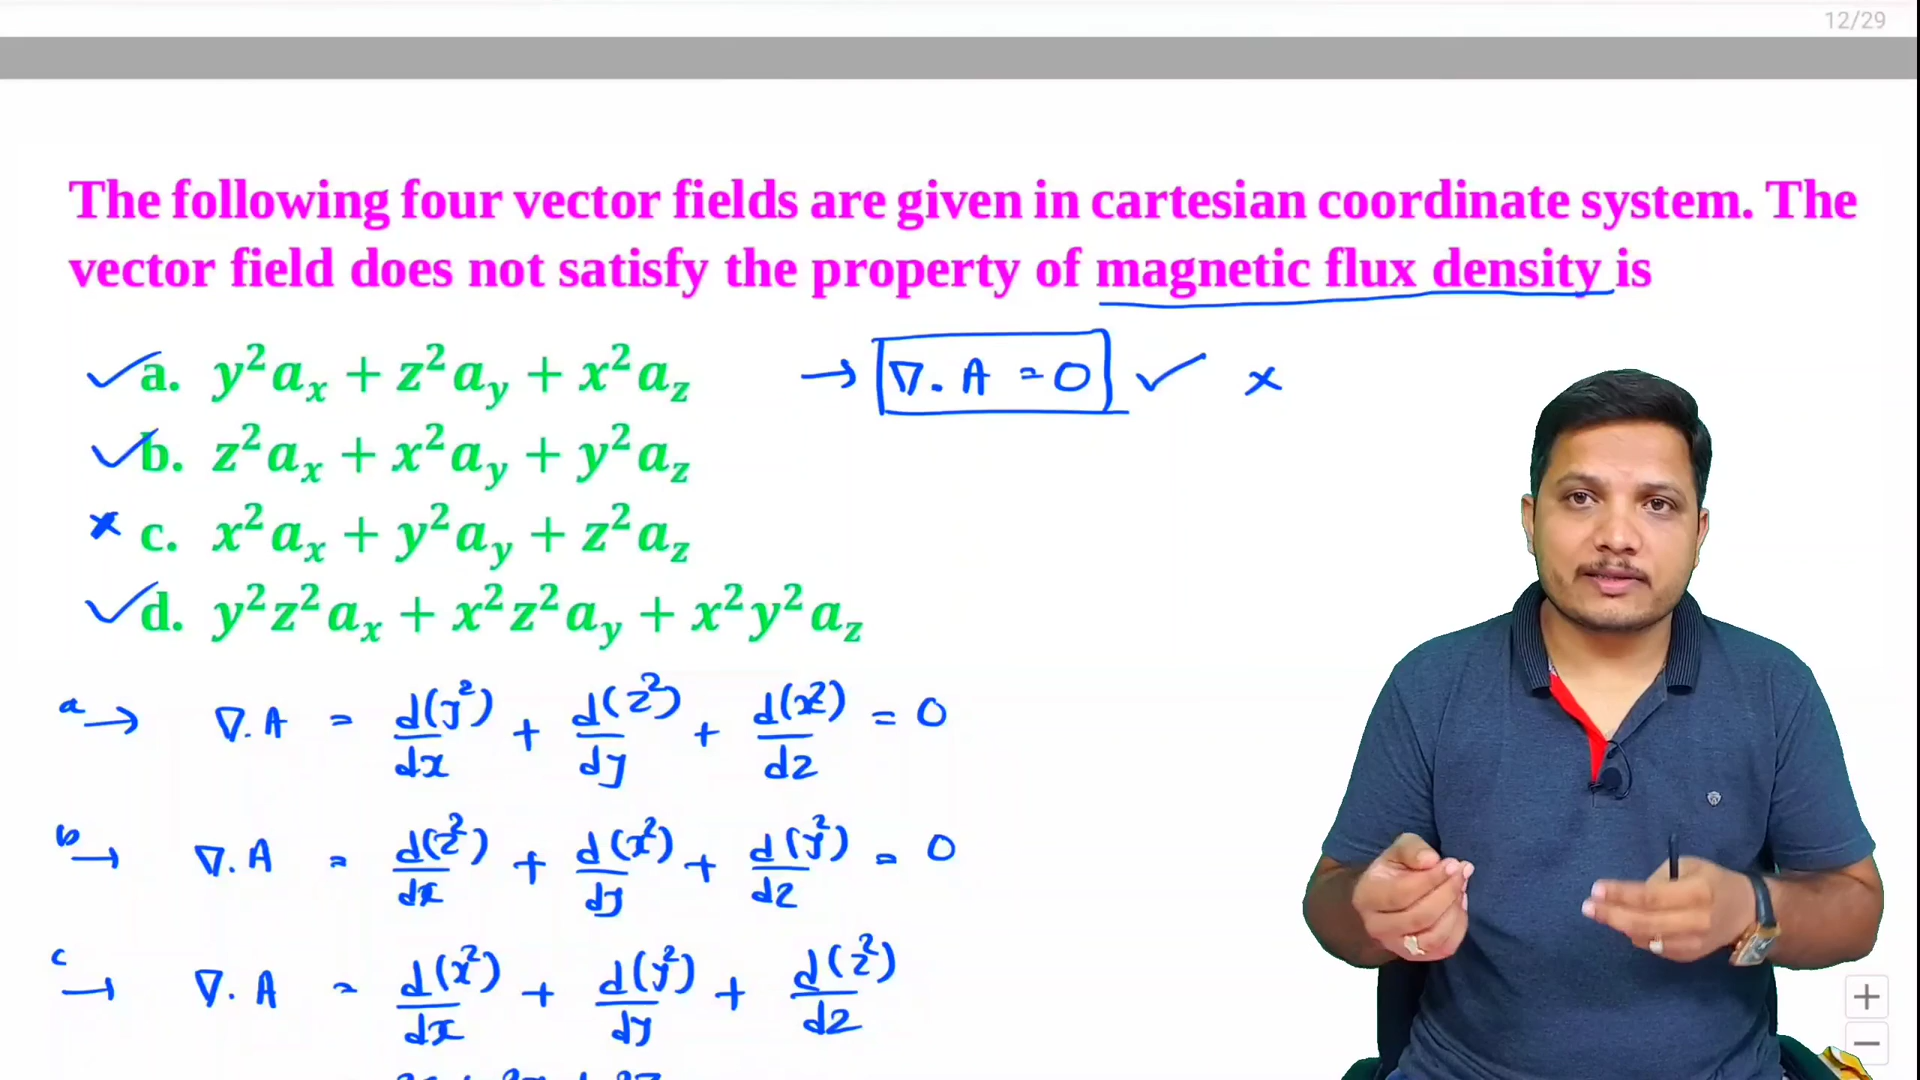 12/29
The following four vector fields are given in cartesian coordinate system. The
vector field does not satisfy the property of magnetic flux density is
✓a. y²aₓ + z²a_y + x²a_z → ∇. A = 0 ✓ ×
✓b. z²aₓ + x²a_y + y²a_z
× c. x²aₓ + y²a_y + z²a_z
✓d. y²z²aₓ + x²z²a_y + x²y²a_z
a → ∇. A = d(y²)/dx + d(z²)/dy + d(x²)/dz = 0
b → ∇. A = d(z²)/dx + d(x²)/dy + d(y²)/dz = 0
c → ∇. A = d(x²)/dx + d(y²)/dy + d(z²)/dz